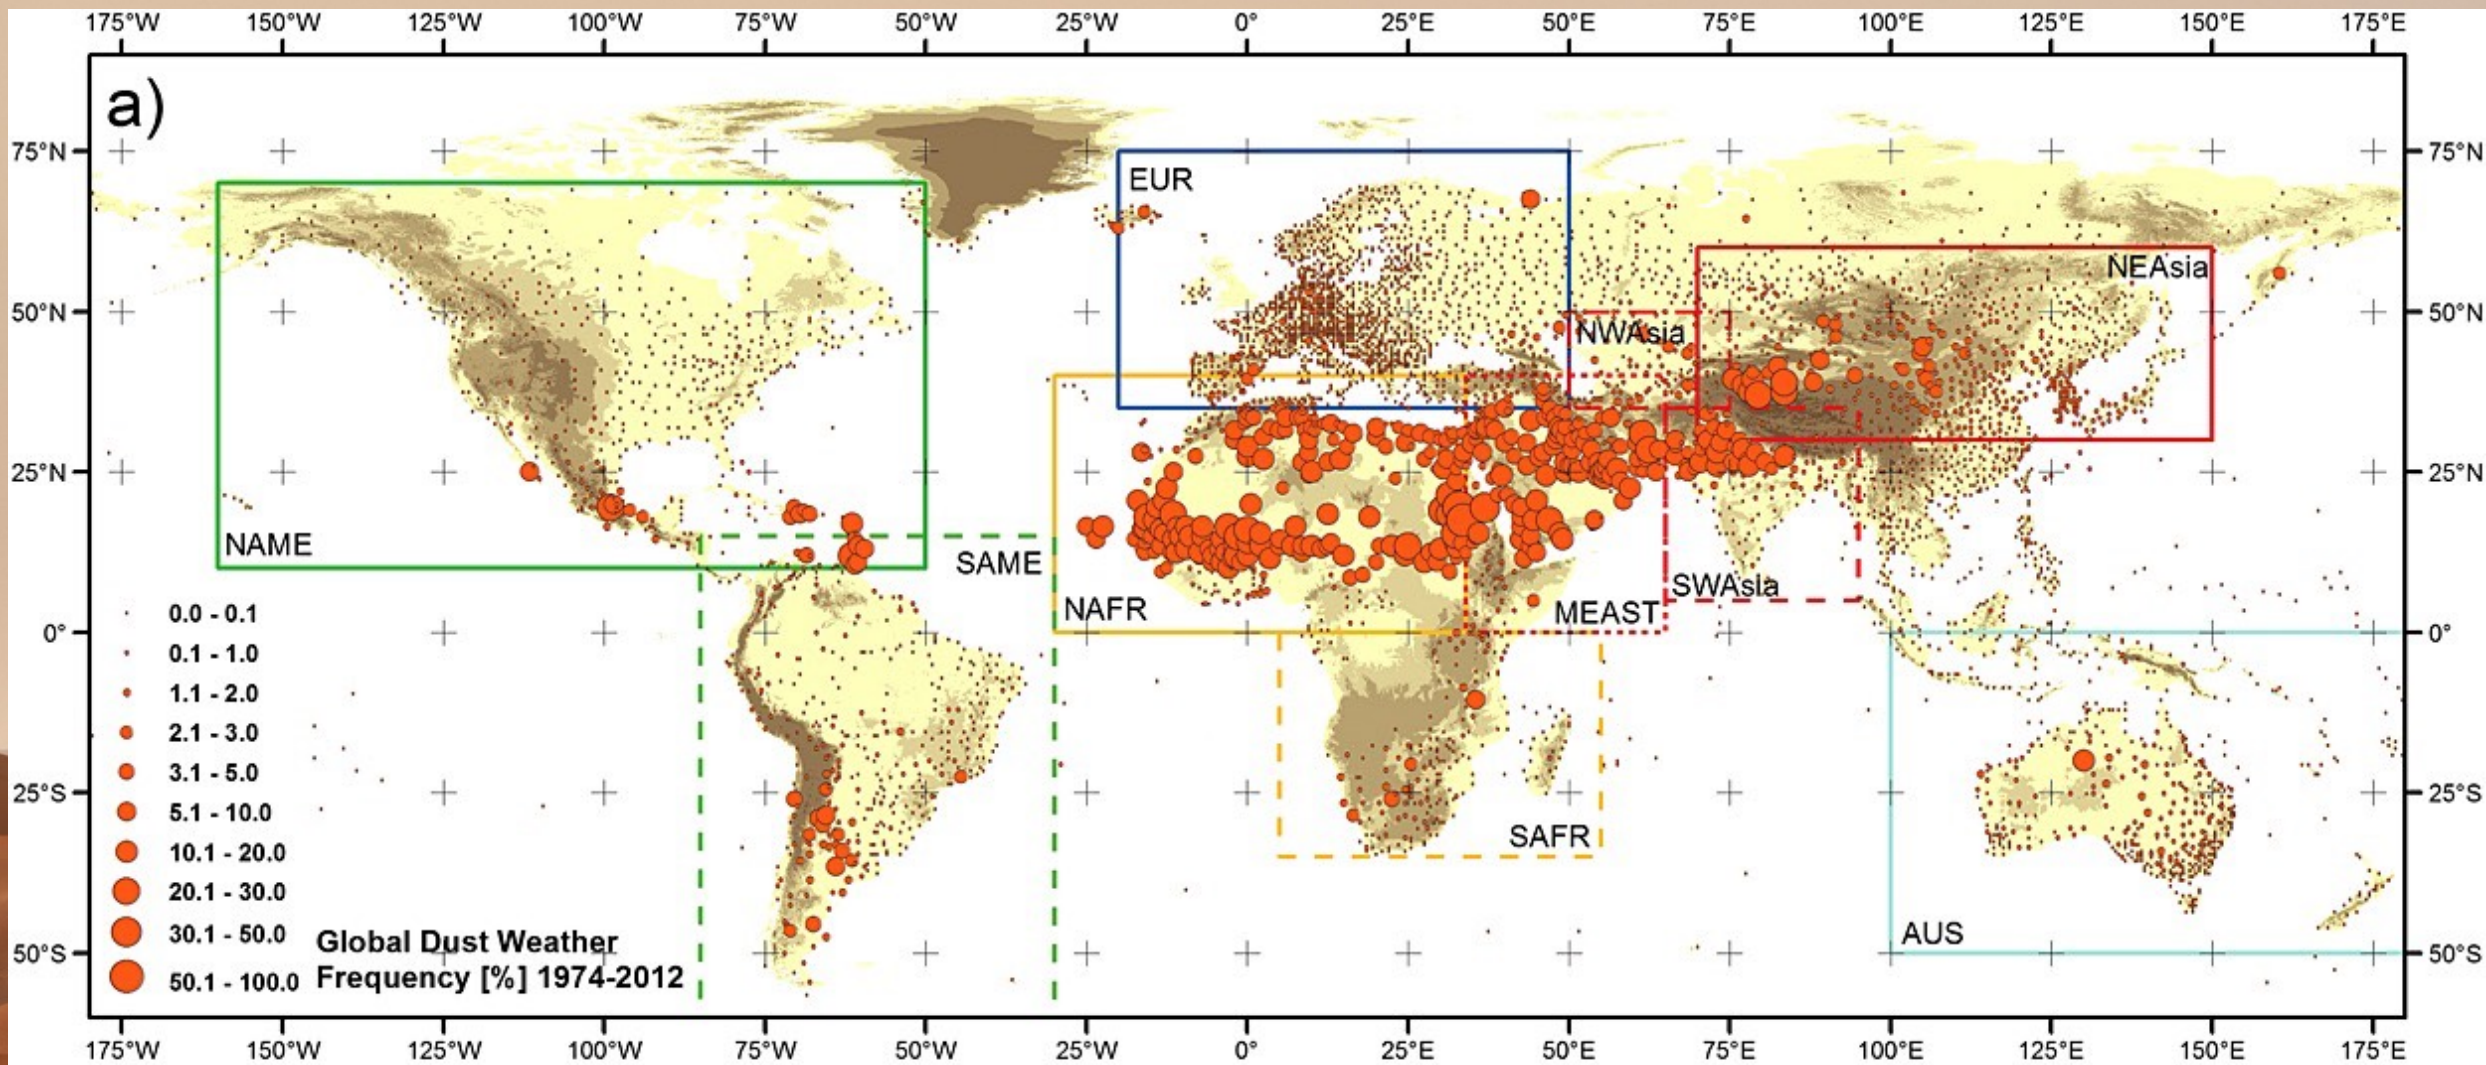 175°W 150°W 125°W 100°W 75°W 50°W 25°W 0° 25°E 50°E 75°E 100°E 125°E 150°E 175°E
a)
75°N 75°N
EUR
NEAsia
50°N 50°N
NWAsia
25°N 25°N
NAME
SAME
SWAsia
NAFR
MEAST
0° 0°
0.0 - 0.1
0.1 - 1.0
1.1 - 2.0
2.1 - 3.0
3.1 - 5.0
25°S 25°S
5.1 - 10.0
SAFR
10.1 - 20.0
20.1 - 30.0
30.1 - 50.0
AUS
50°S 50°S
50.1 - 100.0
Global Dust Weather
Frequency [%] 1974-2012
175°W 150°W 125°W 100°W 75°W 50°W 25°W 0° 25°E 50°E 75°E 100°E 125°E 150°E 175°E